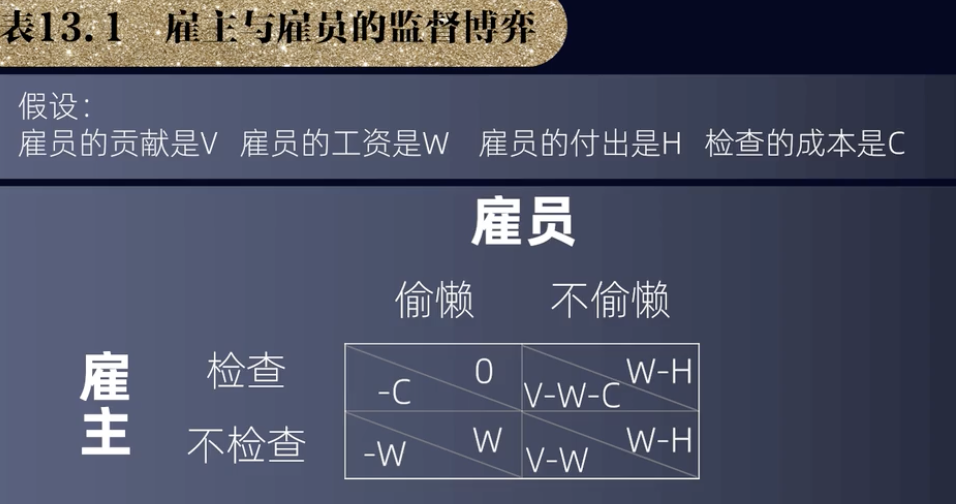 表13.1 雇主与雇员的监督博弈
假设：
雇员的贡献是V 雇员的工资是W 雇员的付出是H 检查的成本是C
雇员
偷懒 不偷懒
雇主
检查 -C 0 V-W-C W-H
不检查 -W W V-W W-H